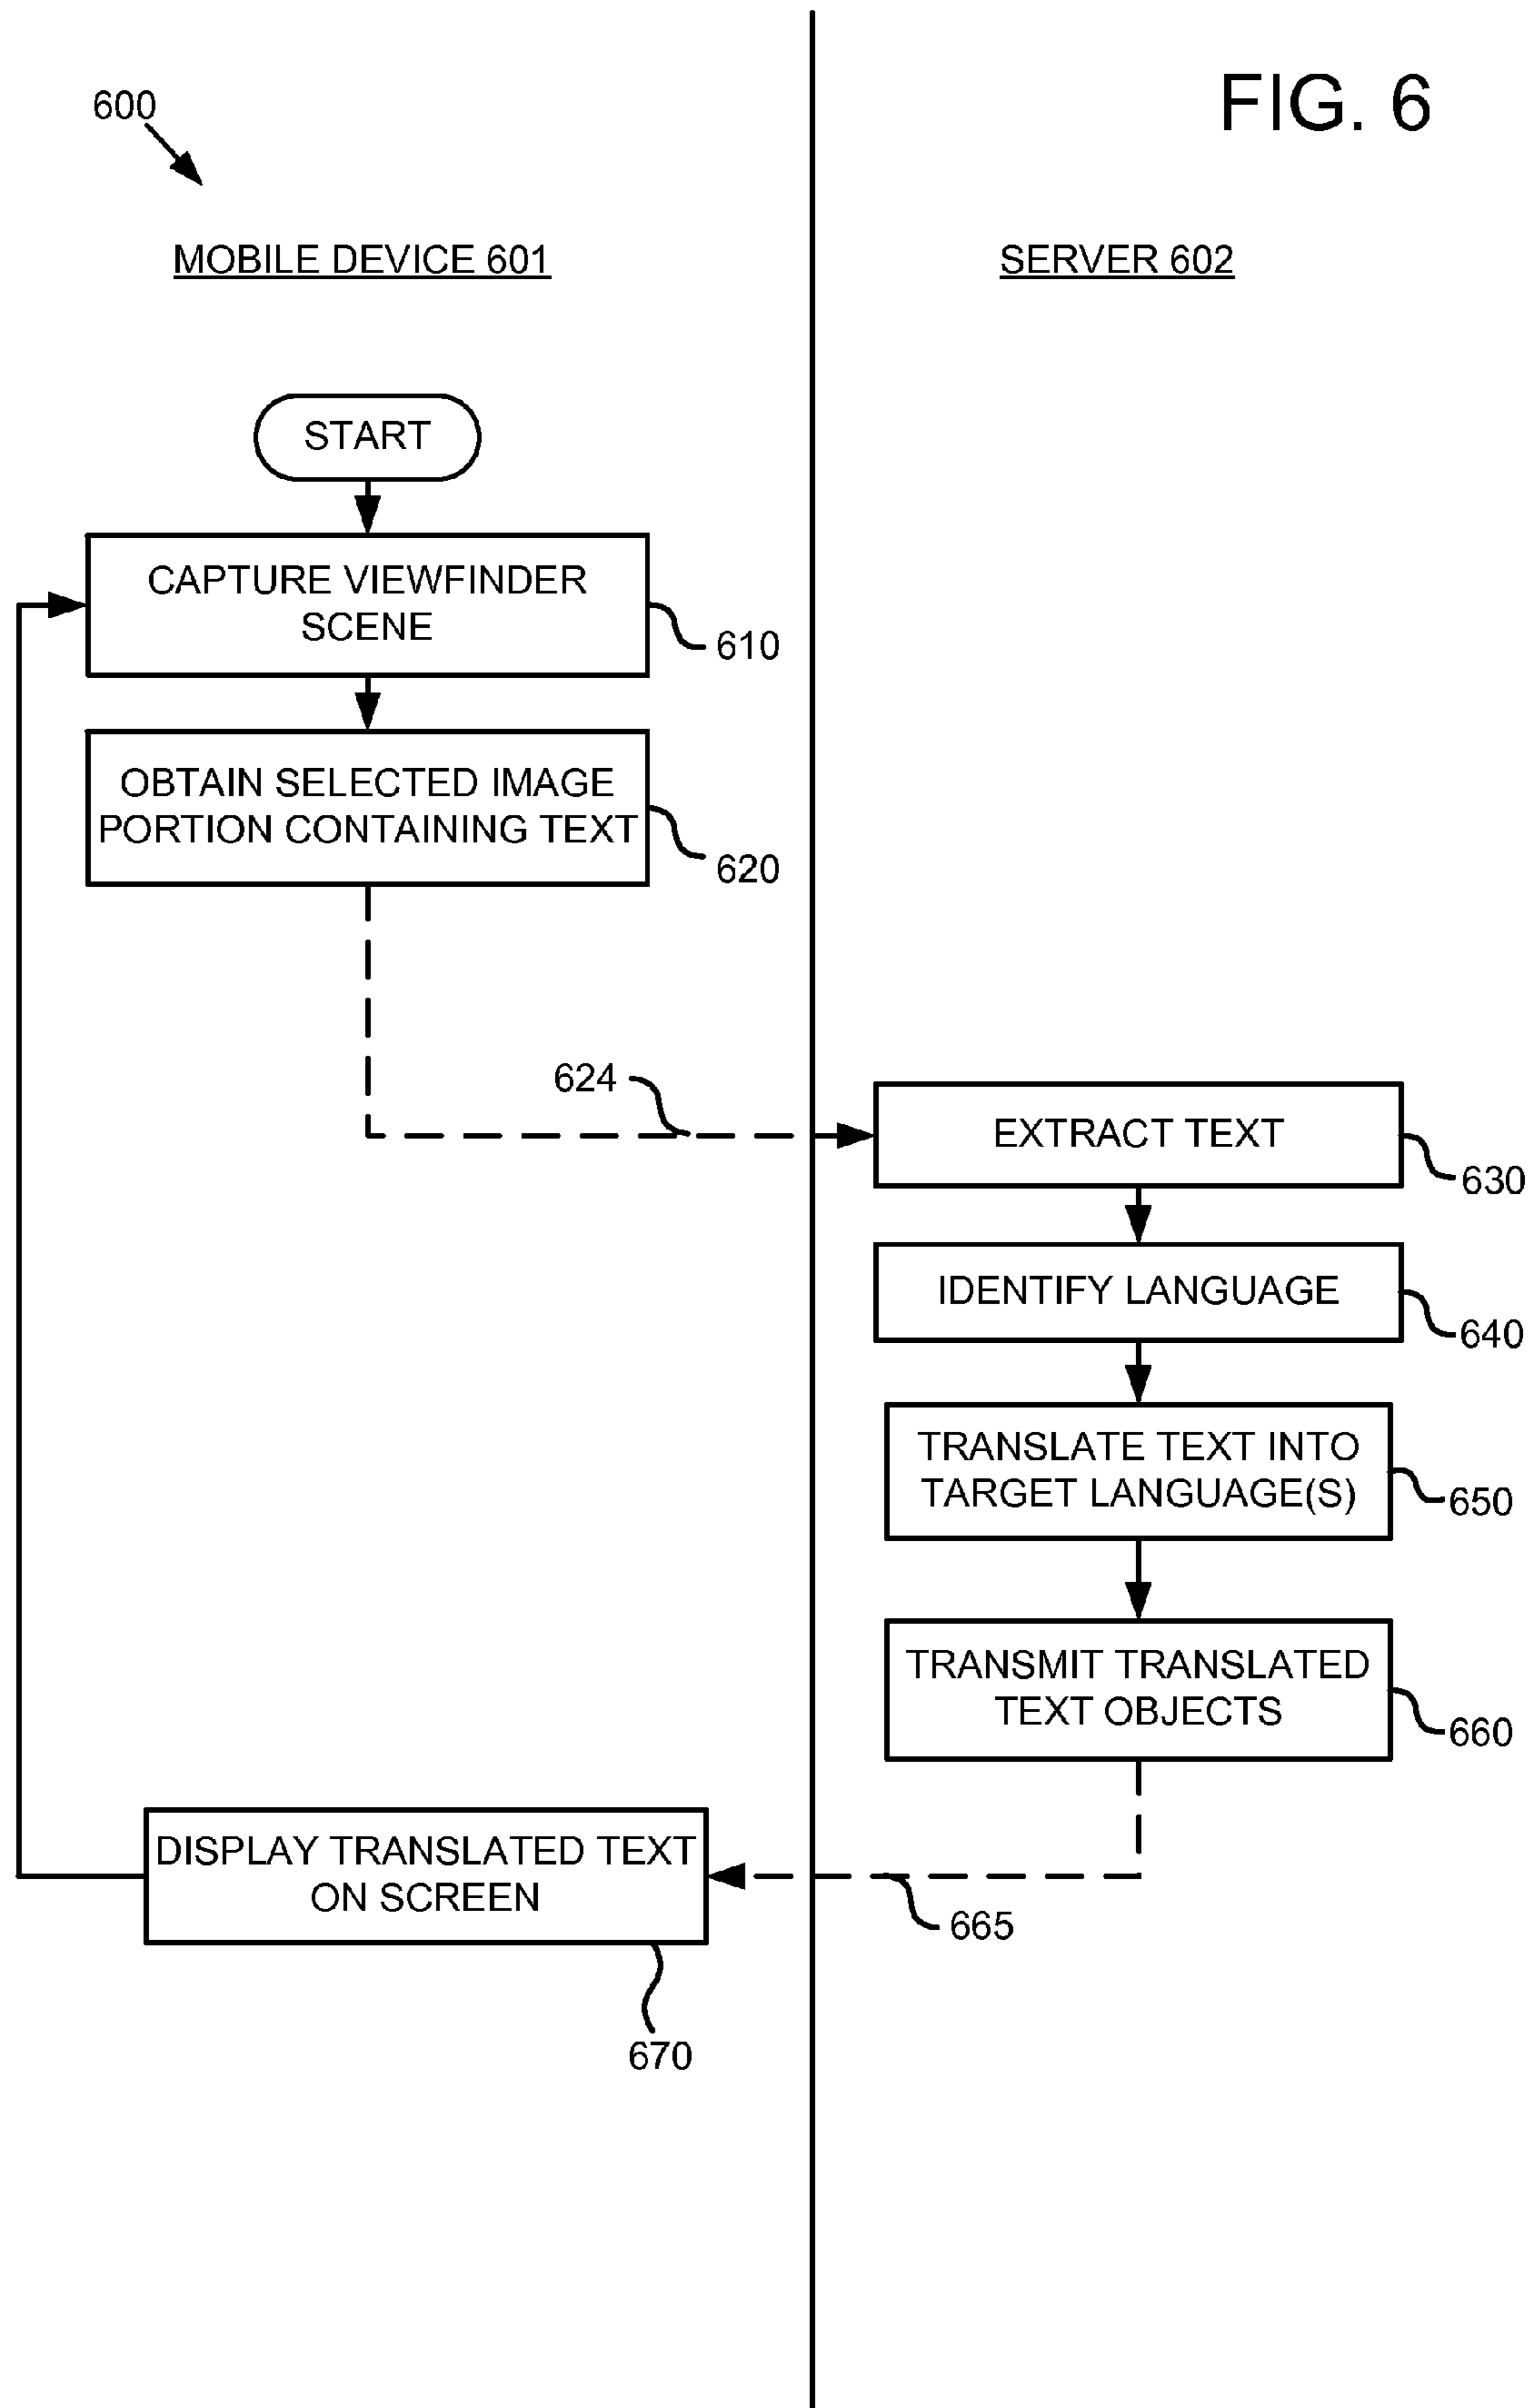 FIG. 6
600
MOBILE DEVICE 601
SERVER 602
START
CAPTURE VIEWFINDER
SCENE
610
OBTAIN SELECTED IMAGE
PORTION CONTAINING TEXT
620
624
EXTRACT TEXT
630
IDENTIFY LANGUAGE
640
TRANSLATE TEXT INTO
TARGET LANGUAGE(S)
650
TRANSMIT TRANSLATED
TEXT OBJECTS
660
665
DISPLAY TRANSLATED TEXT
ON SCREEN
670